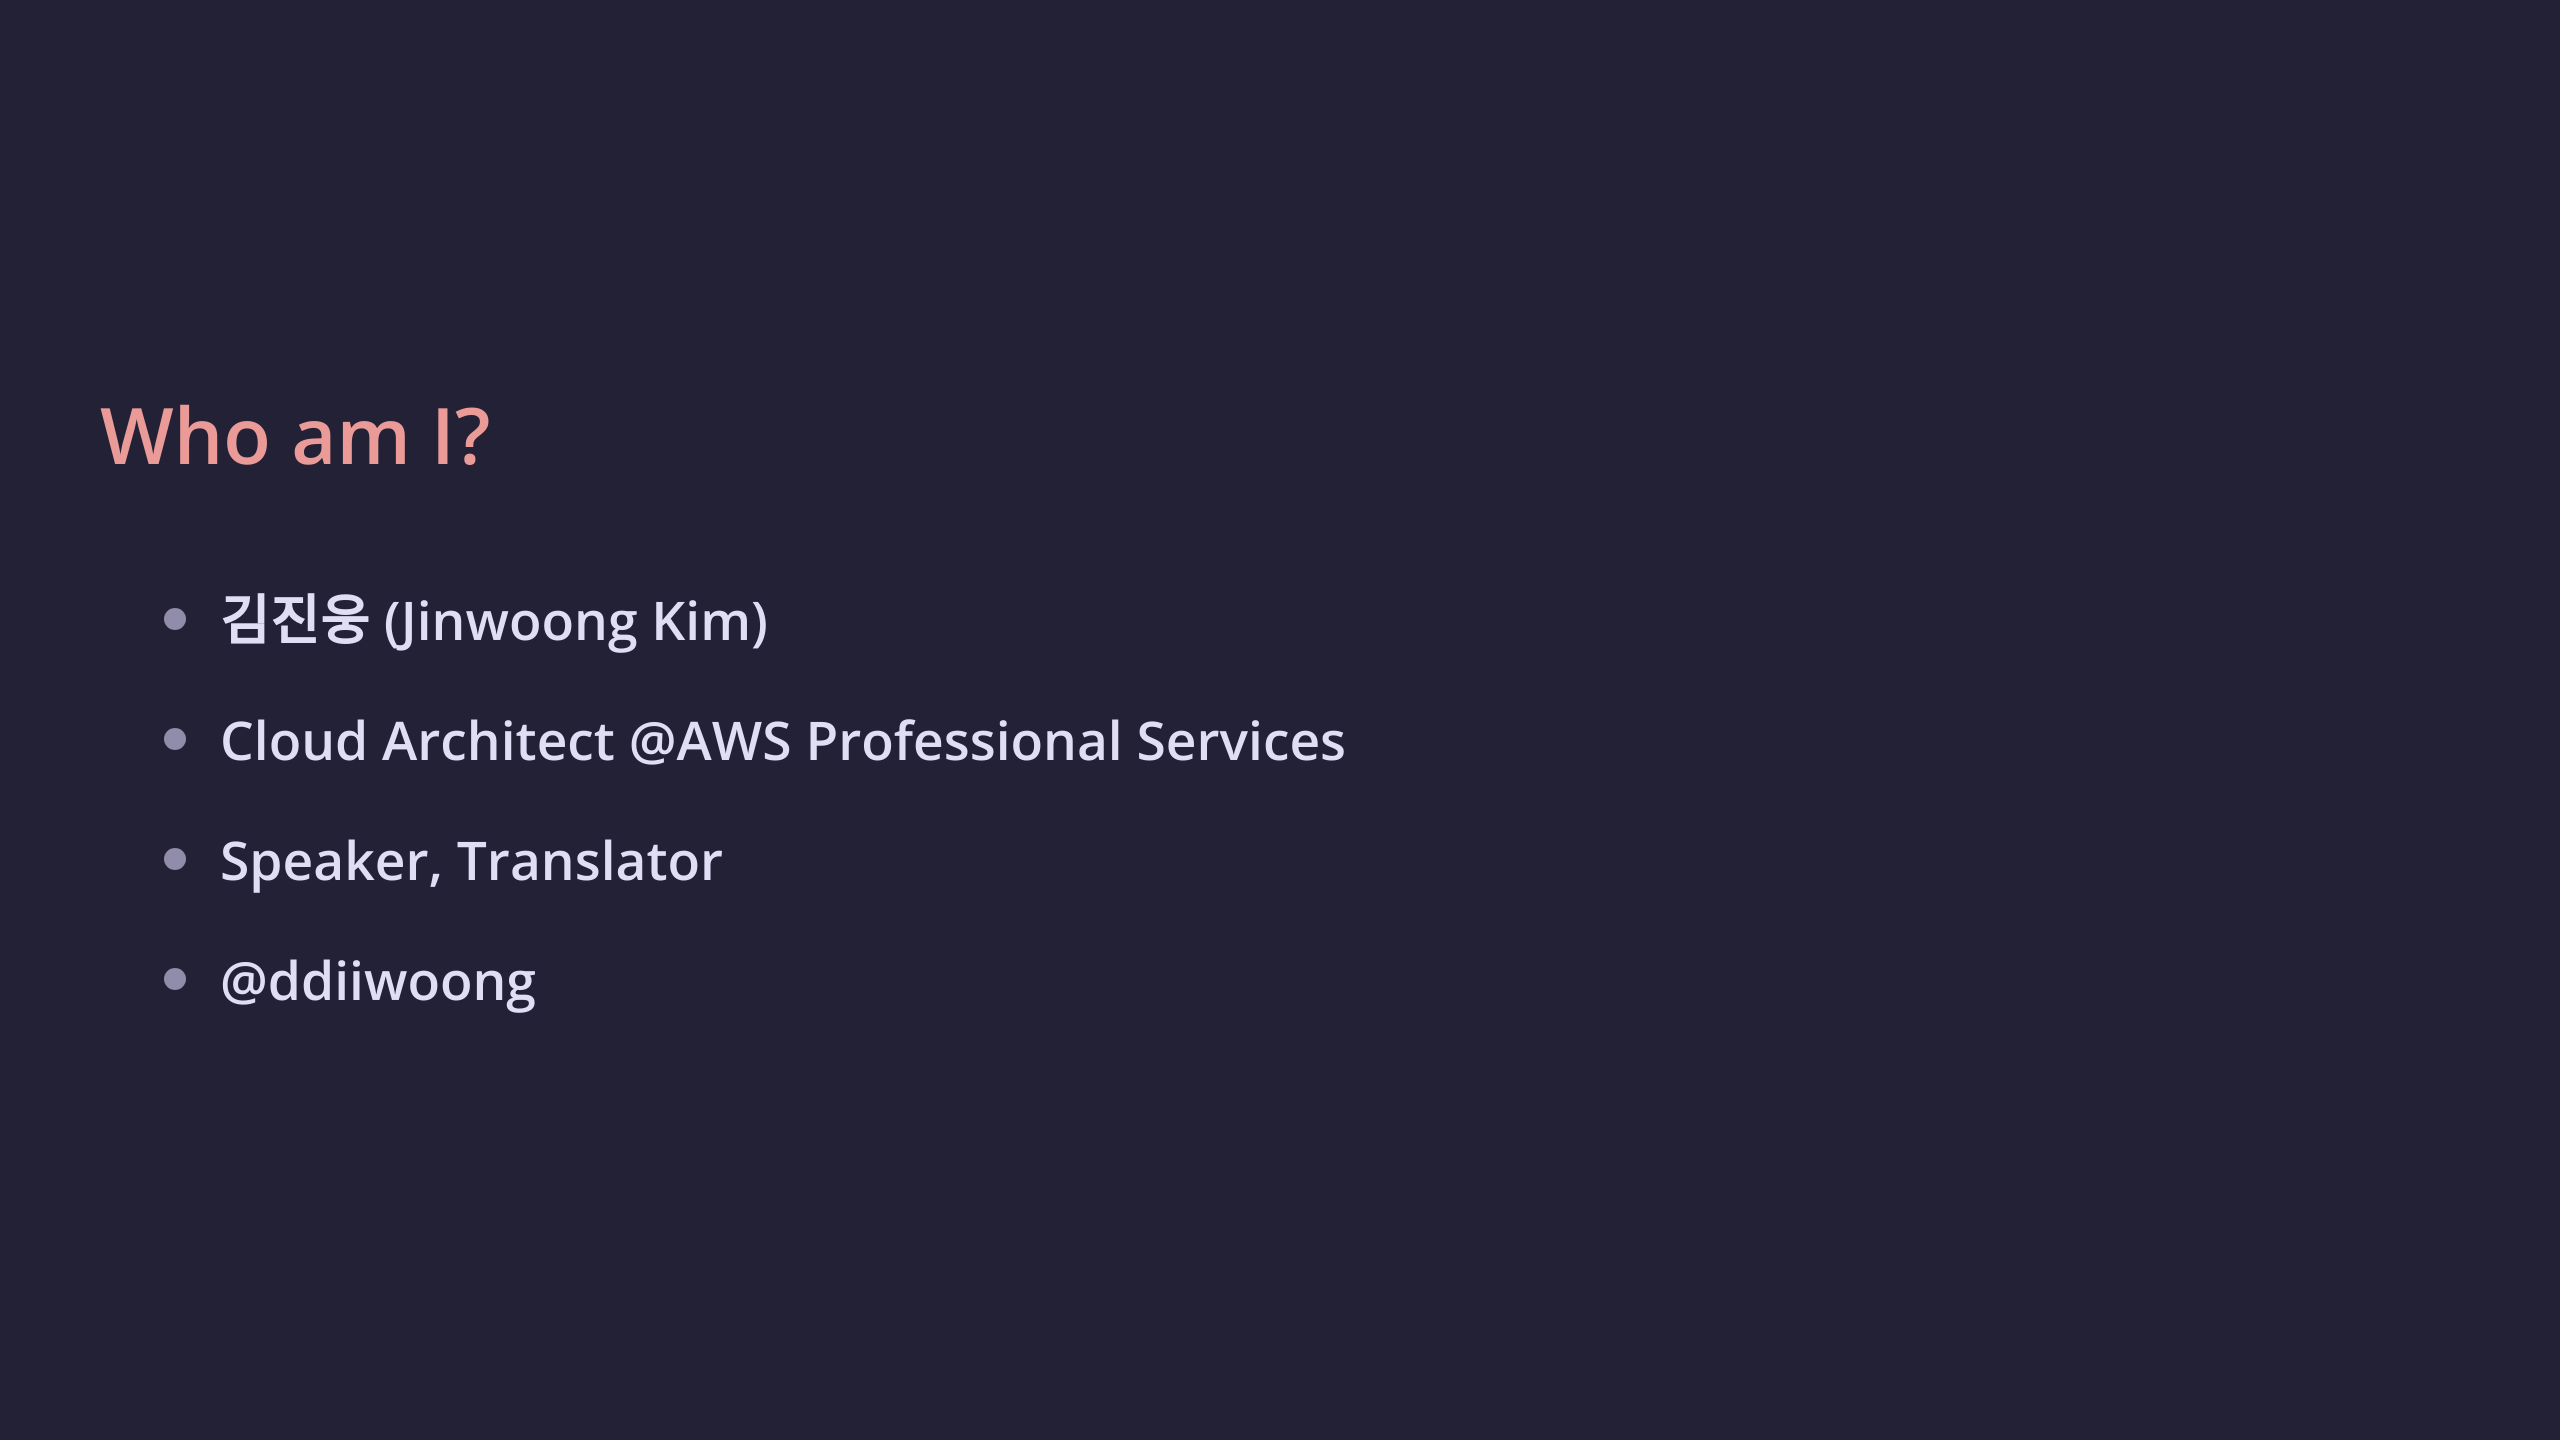 Who am I?
김진웅 (Jinwoong Kim)
Cloud Architect @AWS Professional Services
Speaker, Translator
@ddiiwoong